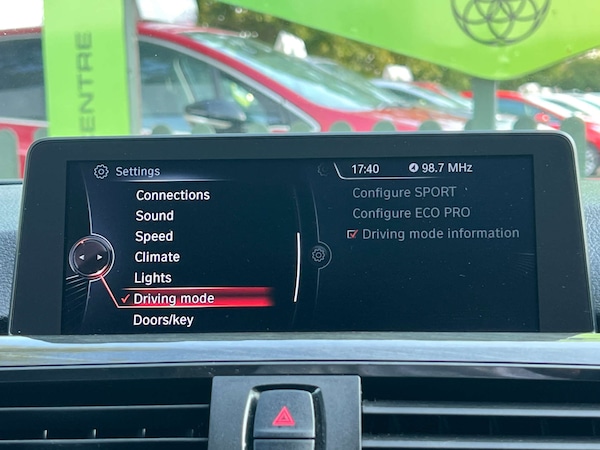 CENTRE
Settings
17:40 98.7 MHz
Connections
Sound
Speed
Climate
Lights
Driving mode
Doors/key
Configure SPORT
Configure ECO PRO
Driving mode information